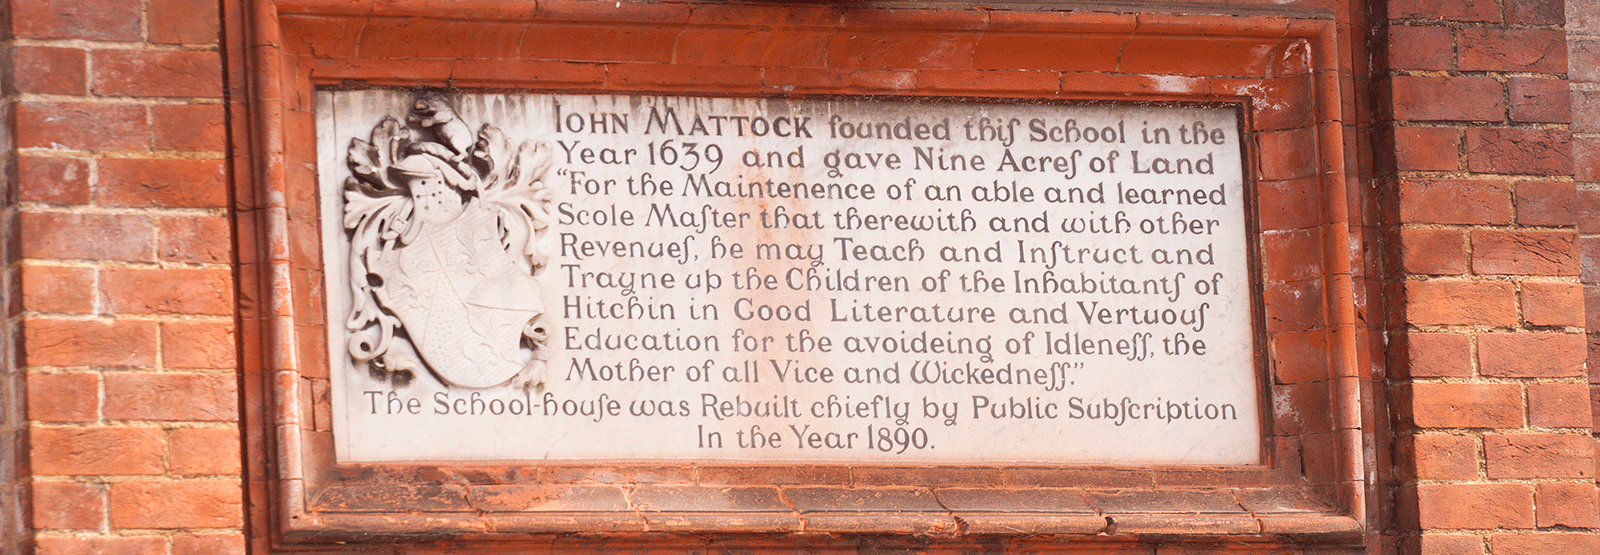 IOHN MATTOCK founded thiſ School in the
Year 1639 and gave Nine Acreſ of Land
“For the Maintenence of an able and learned
Scole Maſter that therewith and with other
Revenueſ, he may Teach and Inſtruct and
Trayne up the Children of the Inhabitantſ of
Hitchin in Good Literature and Vertuouſ
Education for the avoideing of Idleneſſ, the
Mother of all Vice and Wickedneſſ.”
The School-houſe was Rebuilt chiefly by Public Subſcription
In the Year 1890.